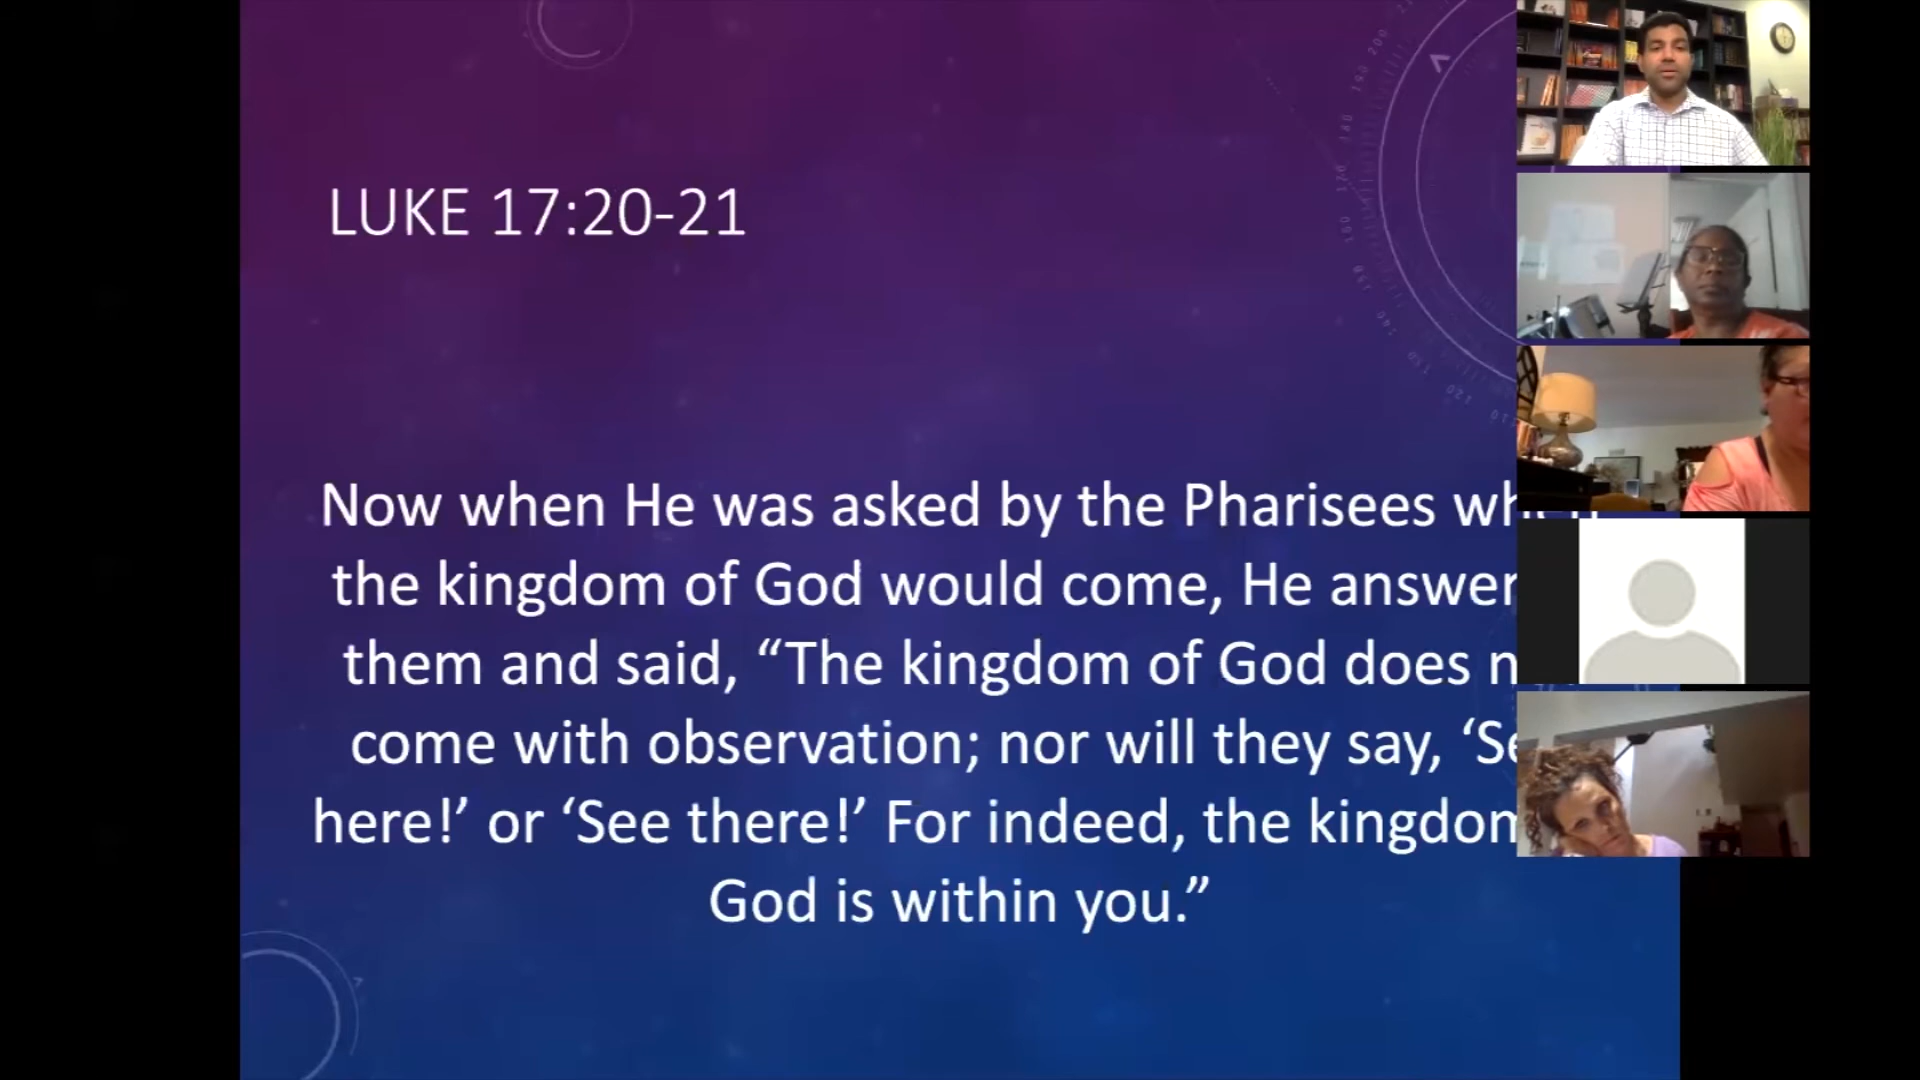 LUKE 17:20-21
Now when He was asked by the Pharisees when
the kingdom of God would come, He answer
them and said, “The kingdom of God does n
come with observation; nor will they say, ‘Se
here!’ or ‘See there!’ For indeed, the kingdom
God is within you.”